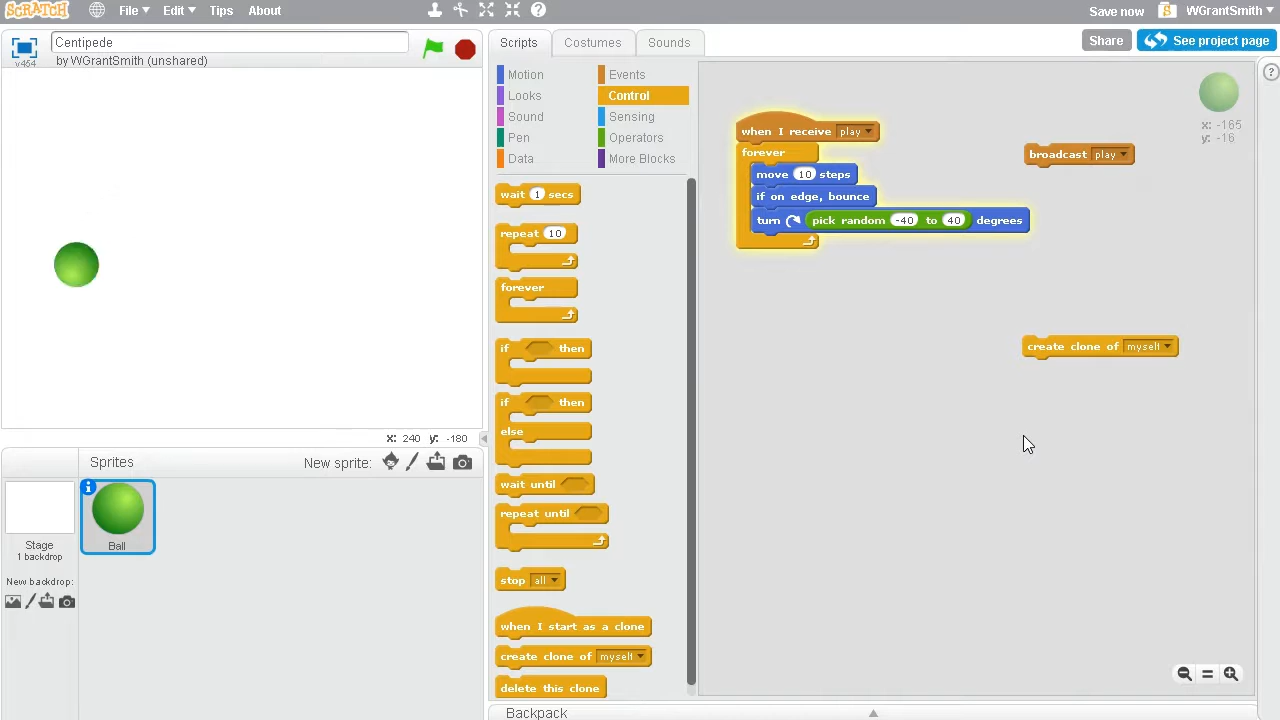 SCRATCH File Edit Tips About Save now WGrantSmith
v464 Centipede
by WGrantSmith (unshared)
Scripts Costumes Sounds
Share See project page
Motion Events
Looks Control
Sound Sensing
Pen Operators
Data More Blocks
wait 1 secs
repeat 10
forever
if then
if then
else
wait until
repeat until
stop all
when I start as a clone
create clone of myself
delete this clone
when I receive play
forever
move 10 steps
if on edge, bounce
turn pick random -40 to 40 degrees
broadcast play
create clone of myself
x: -165
y: -16
x: 240 y: -180
Sprites New sprite:
Stage
1 backdrop
New backdrop:
Ball
Backpack